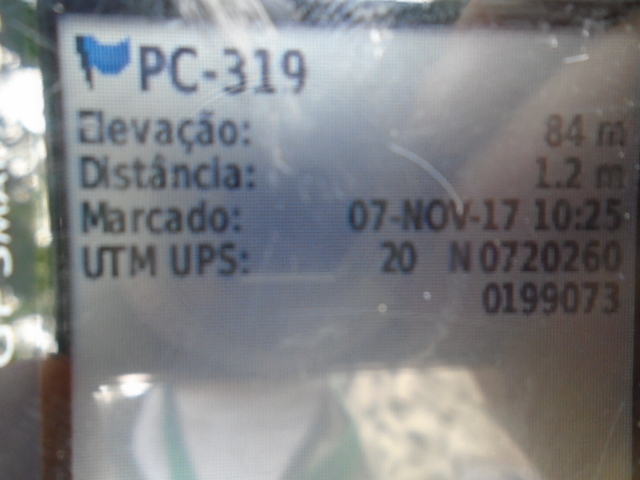 PC-319
Elevação: 84 m
Distância: 1.2 m
Marcado: 07-NOV-17 10:25
UTM UPS: 20 N 0720260
0199073